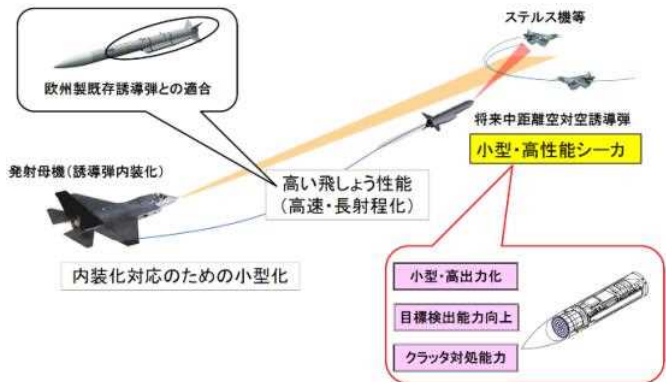 ステルス機等
欧州製既存誘導弾との適合
将来中距離空対空誘導弾
小型・高性能シーカ
発射母機(誘導弾内装化)
高い飛しょう性能
(高速・長射程化)
内装化対応のための小型化
小型・高出力化
目標検出能力向上
クラッタ対処能力